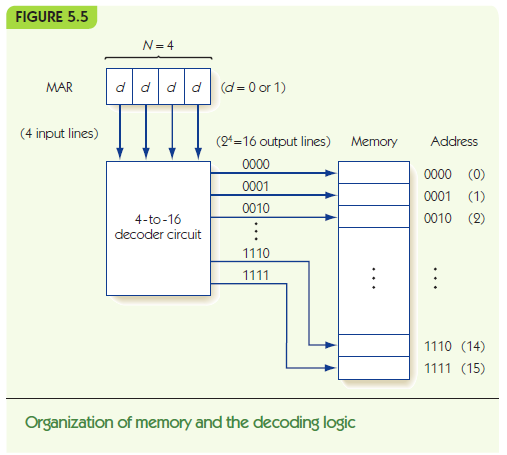 FIGURE 5.5
N = 4
MAR
d d d d
(d = 0 or 1)
(4 input lines)
(2⁴=16 output lines)
Memory
Address
0000
0000 (0)
0001
0001 (1)
0010
0010 (2)
4-to-16
decoder circuit
1110
1111
1110 (14)
1111 (15)
Organization of memory and the decoding logic